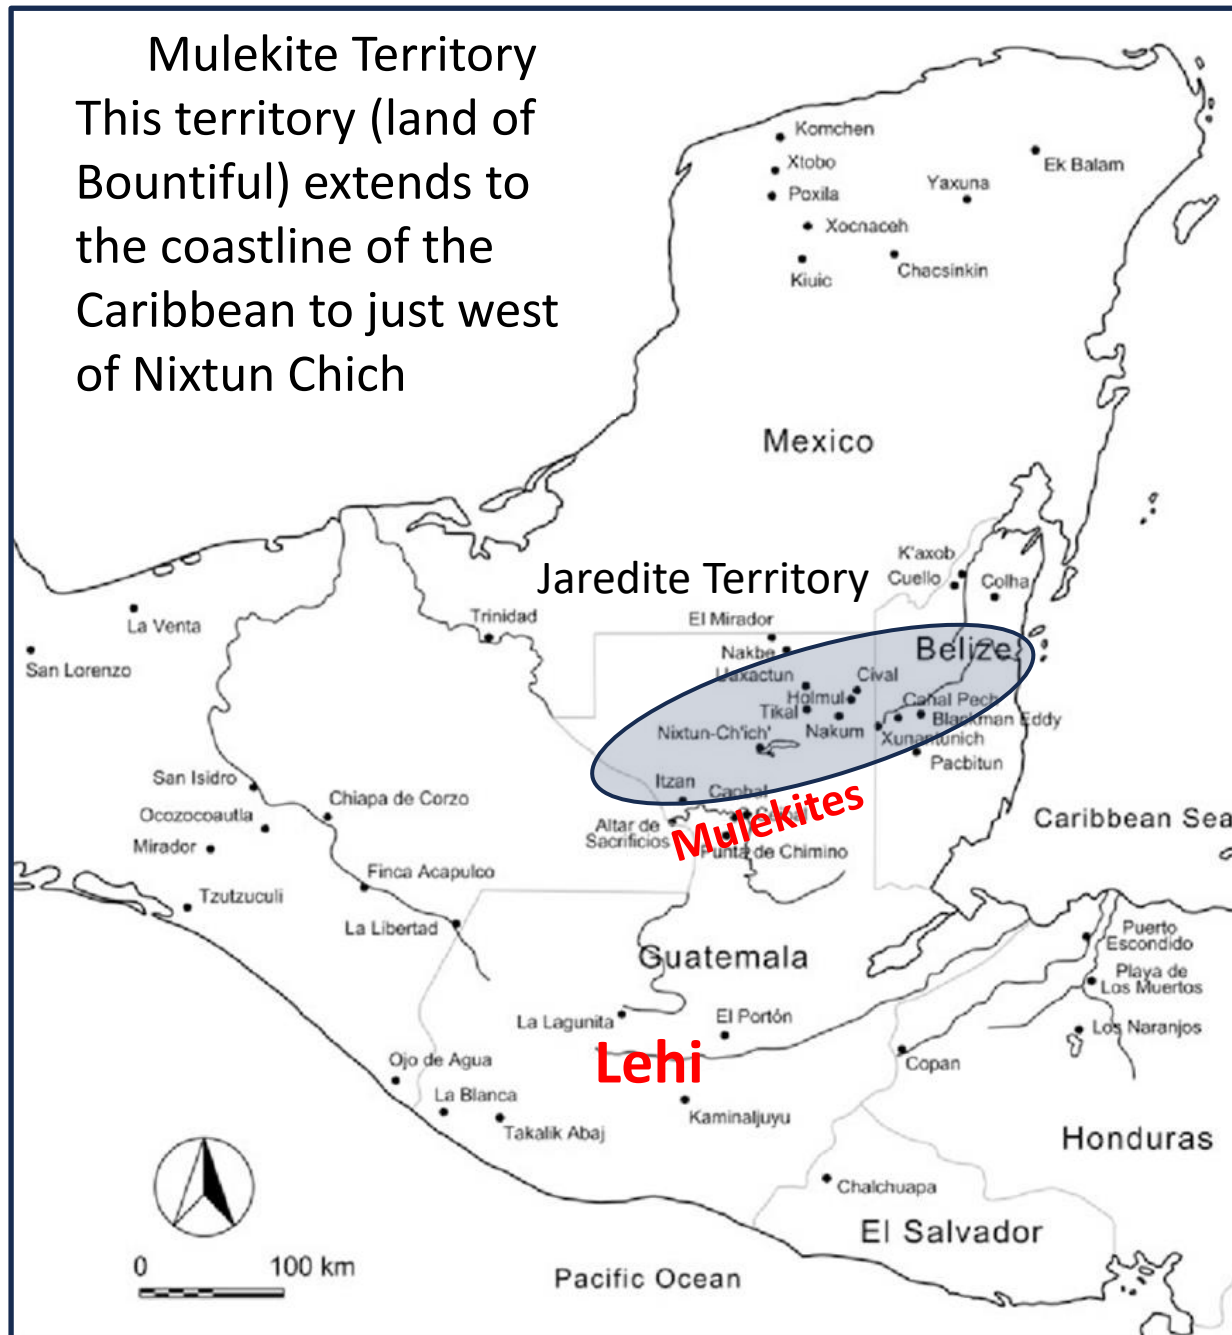 Mulekite Territory
This territory (land of
Bountiful) extends to
the coastline of the
Caribbean to just west
of Nixtun Chich
Komchen
Xtobo
Poxila
Xocnaceh
Kiuic
Yaxuna
Ek Balam
Chacsinkin
Mexico
K'axob
Cuello
Colha
Jaredite Territory
La Venta
San Lorenzo
Trinidad
El Mirador
Nakbe
Uaxactun
Holmul
Cival
Tikal
Nakum
Nixtun-Ch'ich'
Belize
Cahal Pech
Blackman Eddy
Xunantunich
Pacbitun
Itzan
Caobal
Ceibal
Altar de
Sacrificios
Mulekites
Punta de Chimino
San Isidro
Ocozocoautla
Mirador
Tzutzuculi
Chiapa de Corzo
Finca Acapulco
La Libertad
Caribbean Sea
Guatemala
Puerto
Escondido
Playa de
Los Muertos
Los Naranjos
La Lagunita
El Portón
Lehi
Copan
Ojo de Agua
La Blanca
Takalik Abaj
Kaminaljuyu
Honduras
Chalchuapa
El Salvador
0 100 km
Pacific Ocean